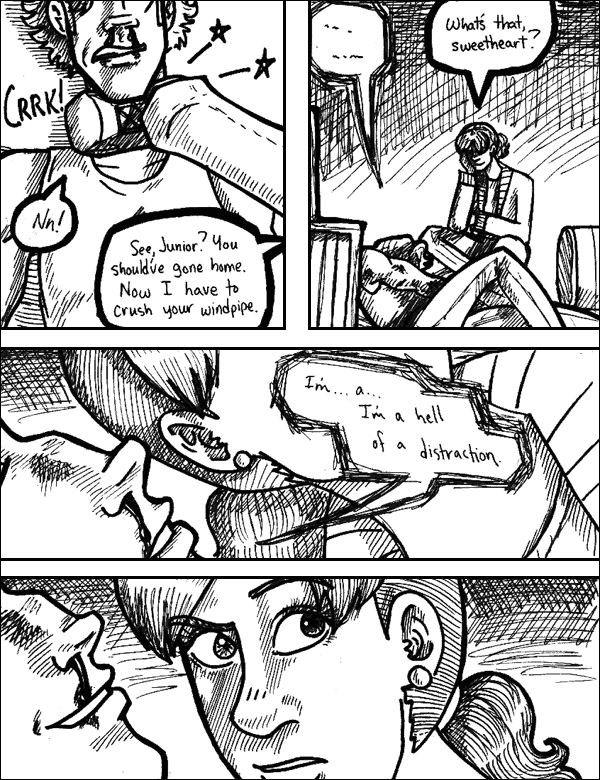 CRRK!
Nn!
See, Junior? You
should've gone home.
Now I have to
crush your windpipe.
What's that,
sweetheart?
I'm... a...
I'm a hell
of a distraction.